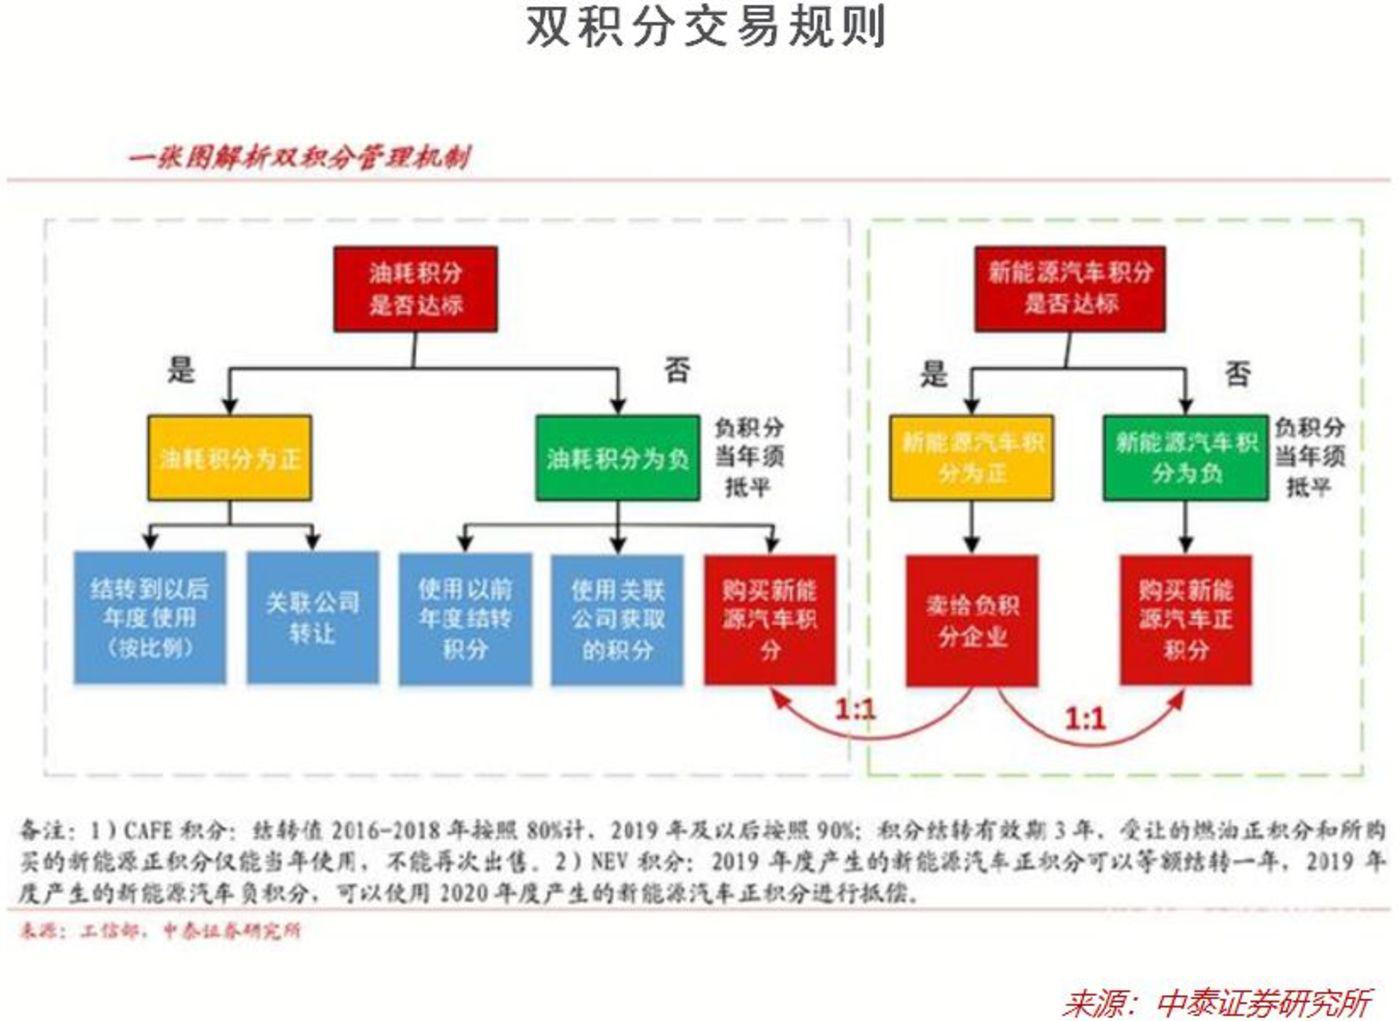 双积分交易规则
一张图解析双积分管理机制
油耗积分
是否达标
是
否
油耗积分为正
油耗积分为负
负积分
当年须
抵平
结转到以后
年度使用
（按比例）
关联公司
转让
使用以前
年度结转
积分
使用关联
公司获取
的积分
购买新能
源汽车积
分
新能源汽车积分
是否达标
是
否
新能源汽车积
分为正
新能源汽车积
分为负
负积分
当年须
抵平
卖给负积
分企业
购买新能
源汽车正
积分
1:1
1:1
备注：1）CAFE 积分：结转值 2016-2018 年按照 80%计，2019 年及以后按照 90%；积分结转有效期 3 年，受让的燃油正积分和所购
买的新能源正积分仅能当年使用，不能再次出售。2）NEV 积分：2019 年度产生的新能源汽车正积分可以等额结转一年，2019 年
度产生的新能源汽车负积分，可以使用 2020 年度产生的新能源汽车正积分进行抵偿。
来源：工信部，中泰证券研究所
来源：中泰证券研究所